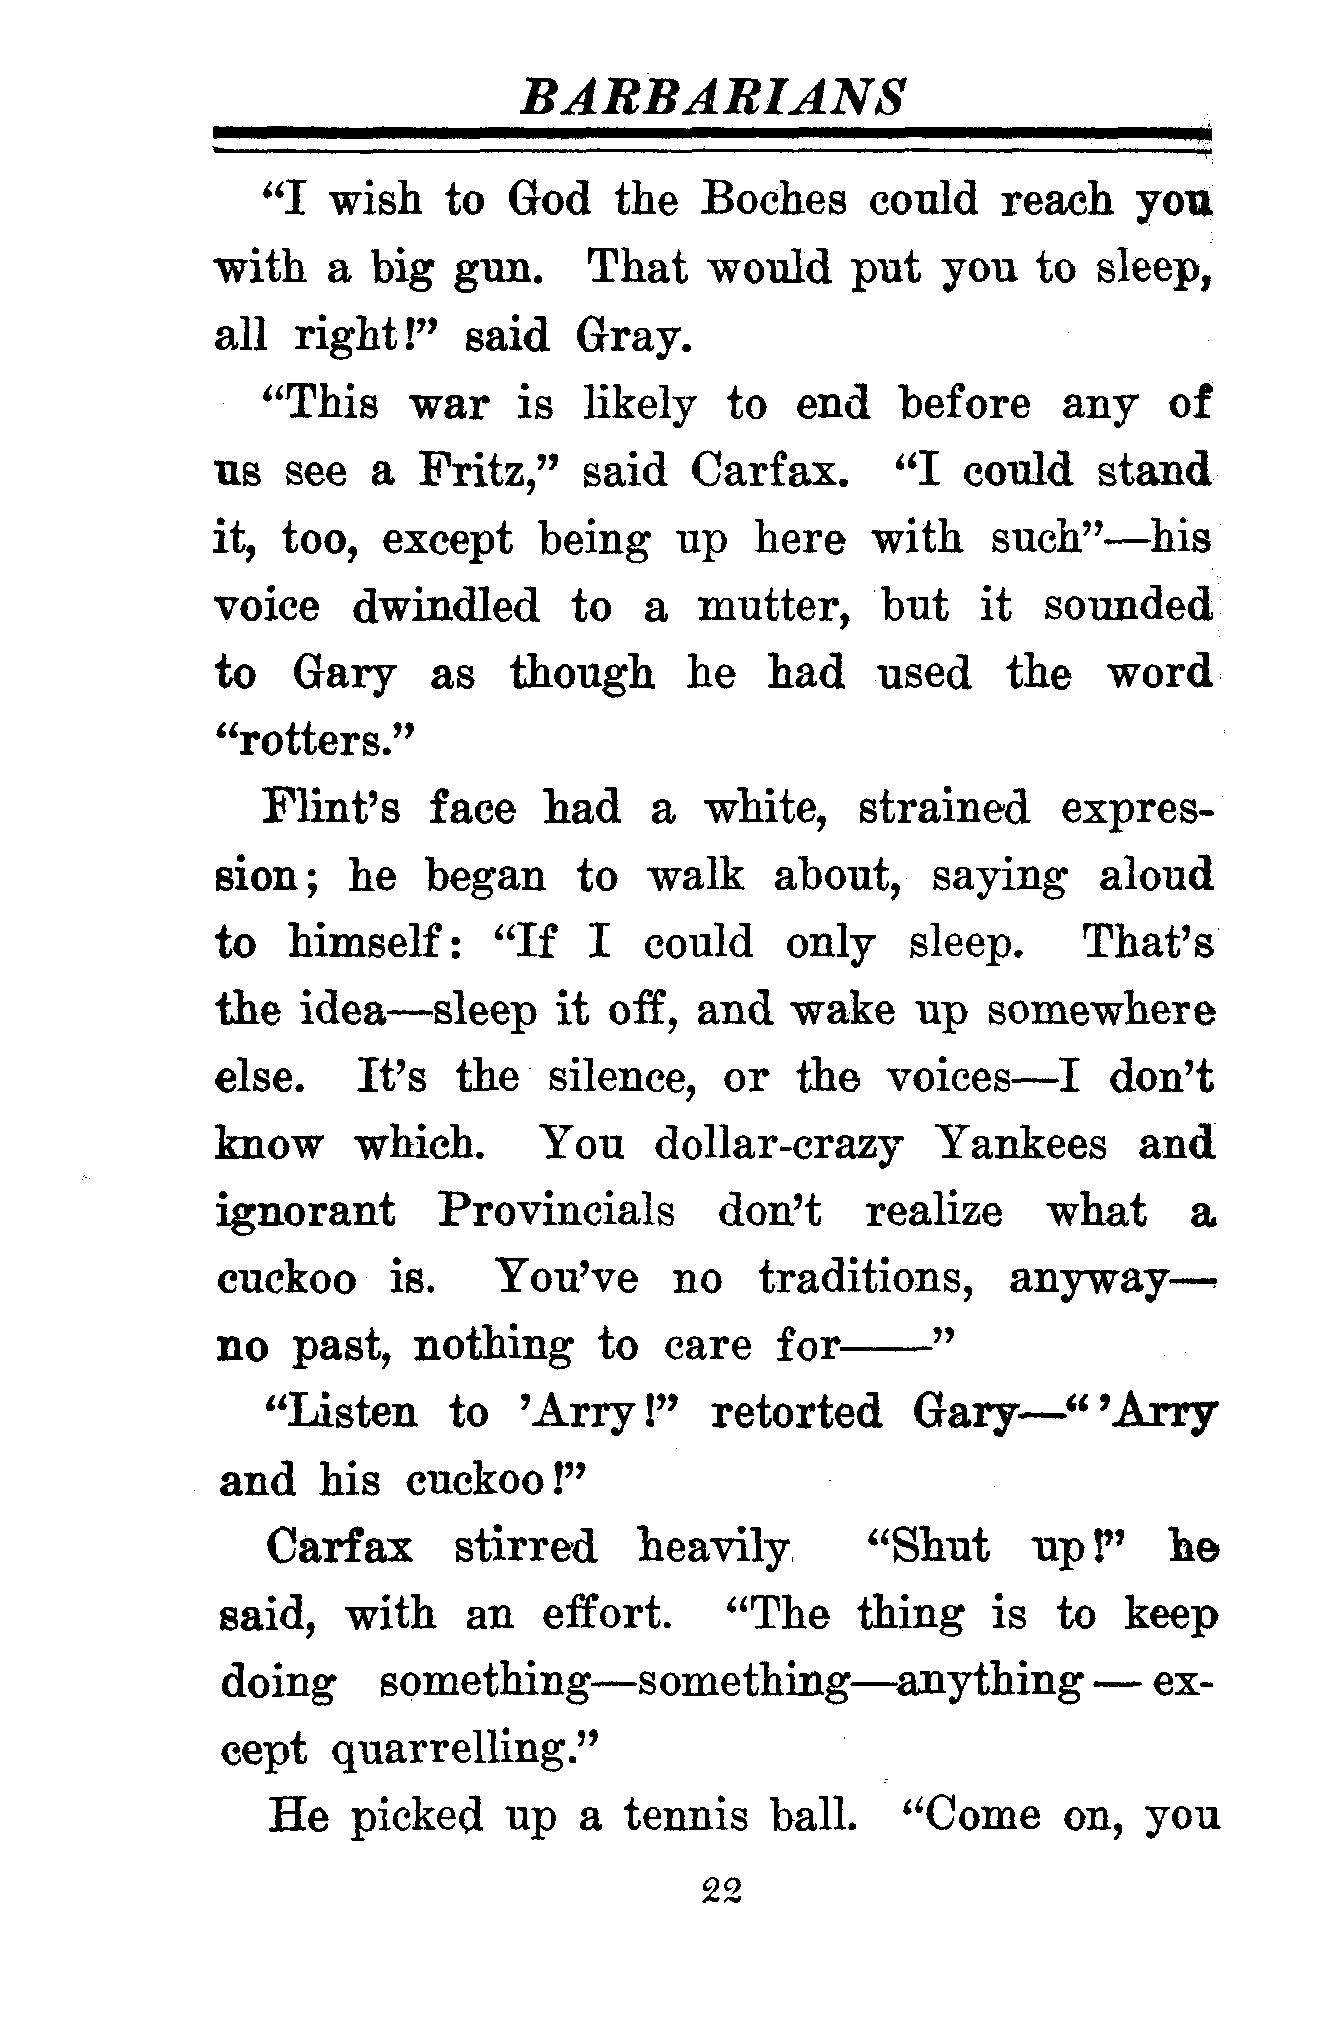 BARBARIANS
“I wish to God the Boches could reach you
with a big gun. That would put you to sleep,
all right!” said Gray.
“This war is likely to end before any of
us see a Fritz,” said Carfax. “I could stand
it, too, except being up here with such”—his
voice dwindled to a mutter, but it sounded
to Gary as though he had used the word
“rotters.”
Flint’s face had a white, strained expres-
sion; he began to walk about, saying aloud
to himself: “If I could only sleep. That’s
the idea—sleep it off, and wake up somewhere
else. It’s the silence, or the voices—I don’t
know which. You dollar-crazy Yankees and
ignorant Provincials don’t realize what a
cuckoo is. You’ve no traditions, anyway—
no past, nothing to care for——”
“Listen to ’Arry!” retorted Gary—“’Arry
and his cuckoo!”
Carfax stirred heavily. “Shut up!” he
said, with an effort. “The thing is to keep
doing something—something—anything—ex-
cept quarrelling.”
He picked up a tennis ball. “Come on, you
22